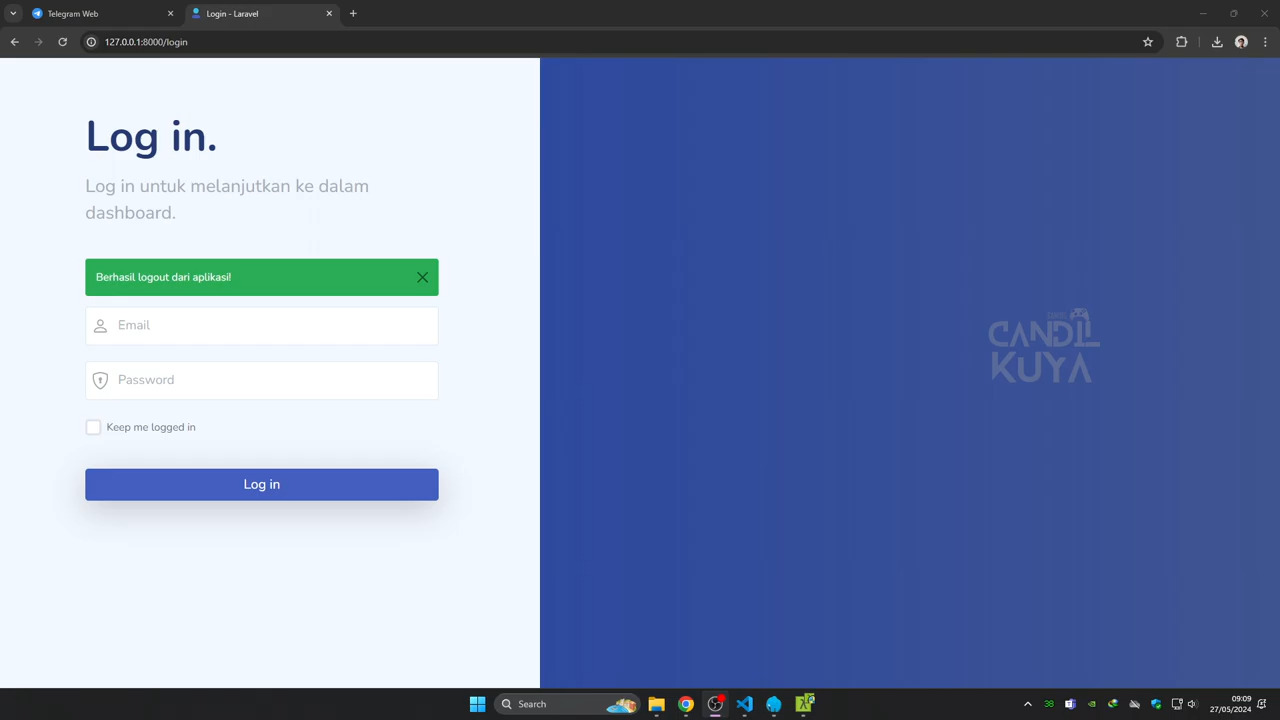 Telegram Web
Login - Laravel
127.0.0.1:8000/login
Log in.
Log in untuk melanjutkan ke dalam
dashboard.
Berhasil logout dari aplikasi!
Email
Password
Keep me logged in
Log in
CANDIL
KUYA
Search
38
09:09
27/05/2024